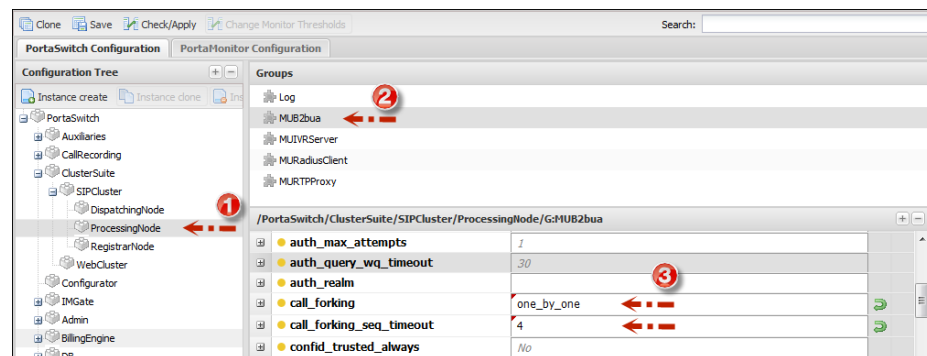 Clone Save Check/Apply Change Monitor Thresholds Search:
PortaSwitch Configuration PortaMonitor Configuration
Configuration Tree
Instance create Instance clone Ins
PortaSwitch
Auxiliaries
CallRecording
ClusterSuite
SIPCluster
DispatchingNode
1
ProcessingNode
RegistrarNode
WebCluster
Configurator
IMGate
Admin
BillingEngine
Groups
Log
2
MUB2bua
MUIVRServer
MURadiusClient
MURTPProxy
/PortaSwitch/ClusterSuite/SIPCluster/ProcessingNode/G:MUB2bua
auth_max_attempts 1
auth_query_wq_timeout 30
auth_realm
3
call_forking one_by_one
call_forking_seq_timeout 4
confid_trusted_always No